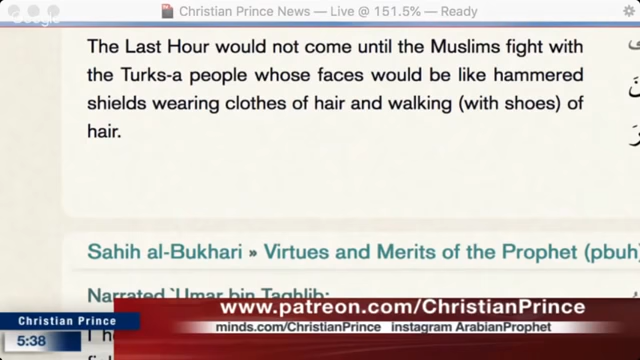 Christian Prince News — Live @ 151.5% — Ready
The Last Hour would not come until the Muslims fight with
the Turks-a people whose faces would be like hammered
shields wearing clothes of hair and walking (with shoes) of
hair.
Sahih al-Bukhari » Virtues and Merits of the Prophet (pbuh)
Narrated `Umar bin Taghlib:
www.patreon.com/ChristianPrince
Christian Prince
minds.com/ChristianPrince instagram ArabianProphet
5:38